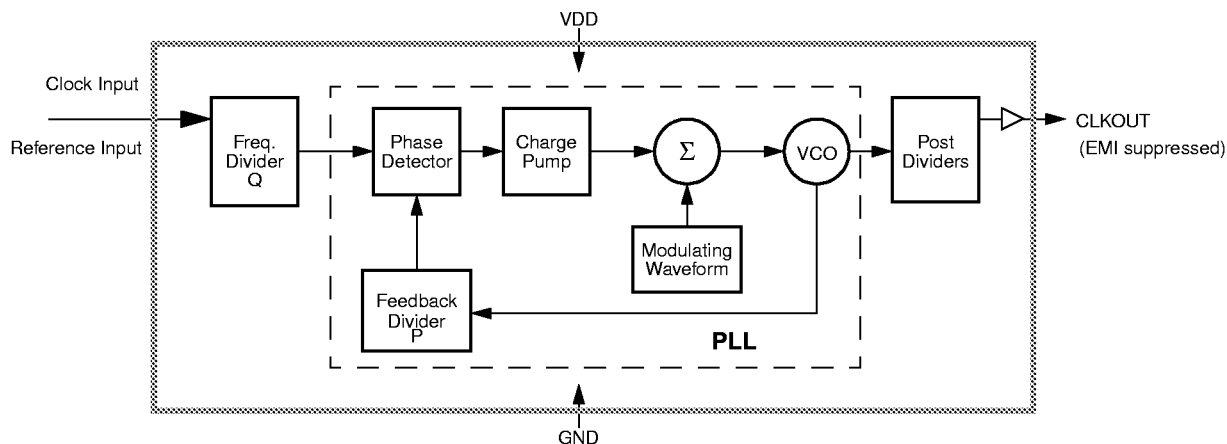 VDD
Clock Input
Reference Input
Freq.
Divider
Q
Phase
Detector
Charge
Pump
Σ
VCO
Post
Dividers
CLKOUT
(EMI suppressed)
Modulating
Waveform
Feedback
Divider
P
PLL
GND